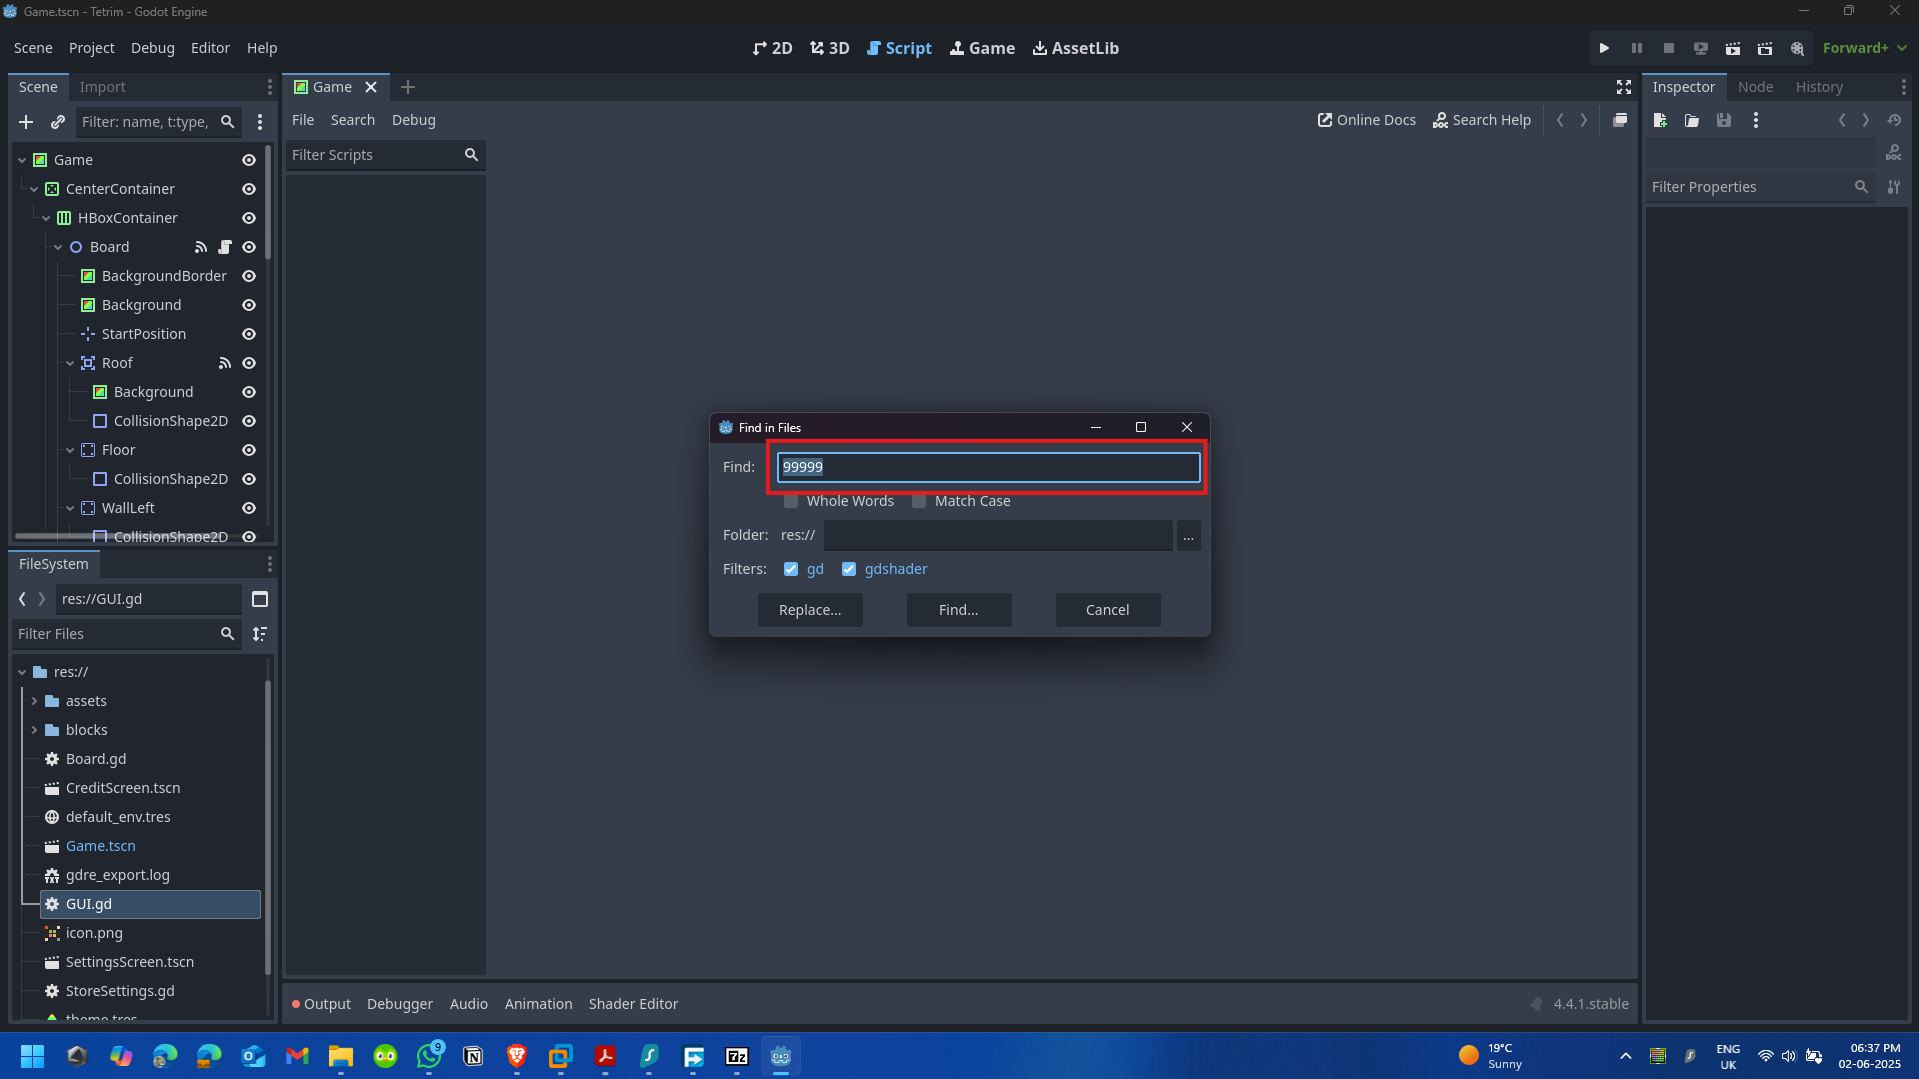 Game.tscn - Tetrim - Godot Engine
Scene Project Debug Editor Help
2D 3D Script Game AssetLib
Forward+
Scene Import
Filter: name, t:type,
Game
CenterContainer
HBoxContainer
Board
BackgroundBorder
Background
StartPosition
Roof
Background
CollisionShape2D
Floor
CollisionShape2D
WallLeft
CollisionShape2D
FileSystem
res://GUI.gd
Filter Files
res://
assets
blocks
Board.gd
CreditScreen.tscn
default_env.tres
Game.tscn
gdre_export.log
GUI.gd
icon.png
SettingsScreen.tscn
StoreSettings.gd
theme.tres
Game
File Search Debug
Online Docs Search Help
Filter Scripts
Find in Files
Find: 99999
Whole Words Match Case
Folder: res:// ...
Filters: gd gdshader
Replace... Find... Cancel
Output Debugger Audio Animation Shader Editor
4.4.1.stable
Inspector Node History
DOC
Filter Properties
9
7z
19°C
Sunny
ENG
UK
06:37 PM
02-06-2025